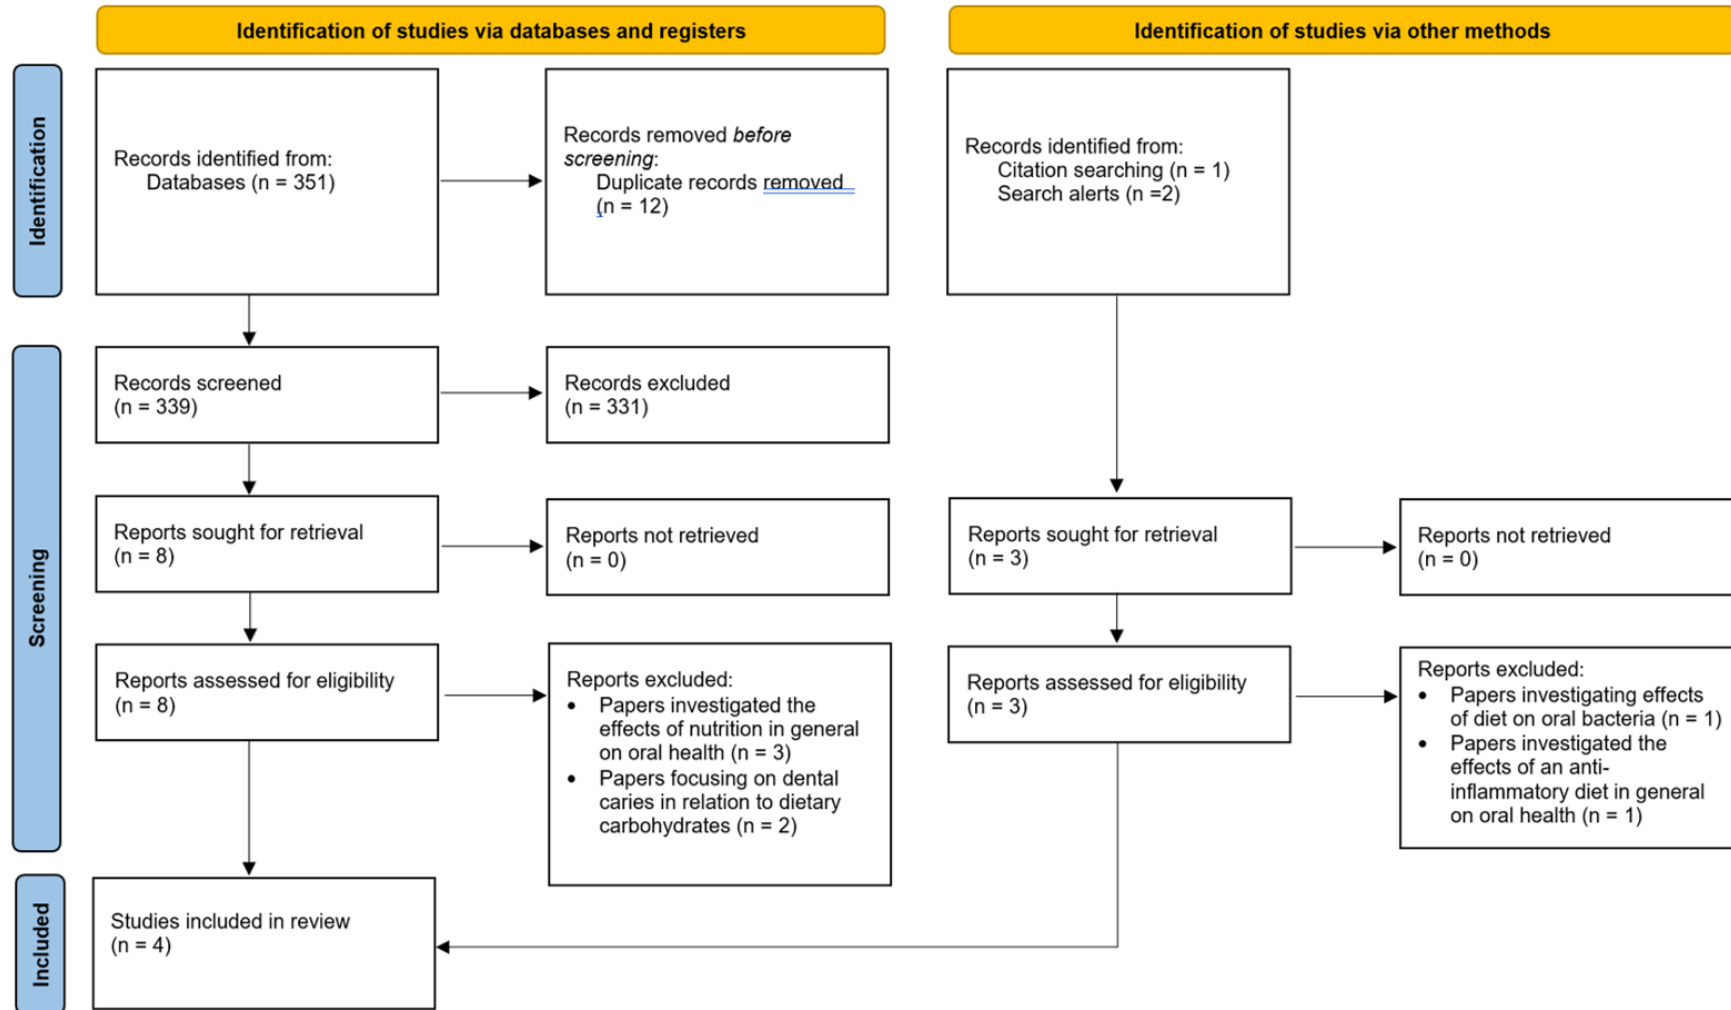 Identification of studies via databases and registers
Identification of studies via other methods
Identification
Records identified from:
Databases (n = 351)
Records removed before
screening:
Duplicate records removed
(n = 12)
Records identified from:
Citation searching (n = 1)
Search alerts (n =2)
Screening
Records screened
(n = 339)
Records excluded
(n = 331)
Reports sought for retrieval
(n = 8)
Reports not retrieved
(n = 0)
Reports sought for retrieval
(n = 3)
Reports not retrieved
(n = 0)
Reports assessed for eligibility
(n = 8)
Reports excluded:
• Papers investigated the
effects of nutrition in general
on oral health (n = 3)
• Papers focusing on dental
caries in relation to dietary
carbohydrates (n = 2)
Reports assessed for eligibility
(n = 3)
Reports excluded:
• Papers investigating effects
of diet on oral bacteria (n = 1)
• Papers investigated the
effects of an anti-
inflammatory diet in general
on oral health (n = 1)
Included
Studies included in review
(n = 4)